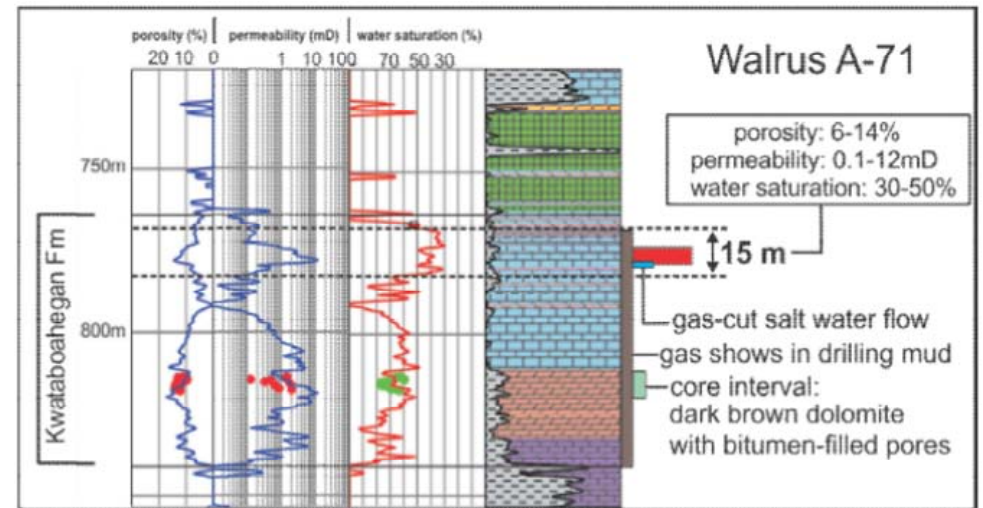 porosity (%) permeability (mD) water saturation (%)
20 10 0 1 10 100 70 50 30
Walrus A-71
porosity: 6-14%
permeability: 0.1-12mD
water saturation: 30-50%
750m
15 m
Kwataboahegan Fm
800m
gas-cut salt water flow
gas shows in drilling mud
core interval:
dark brown dolomite
with bitumen-filled pores